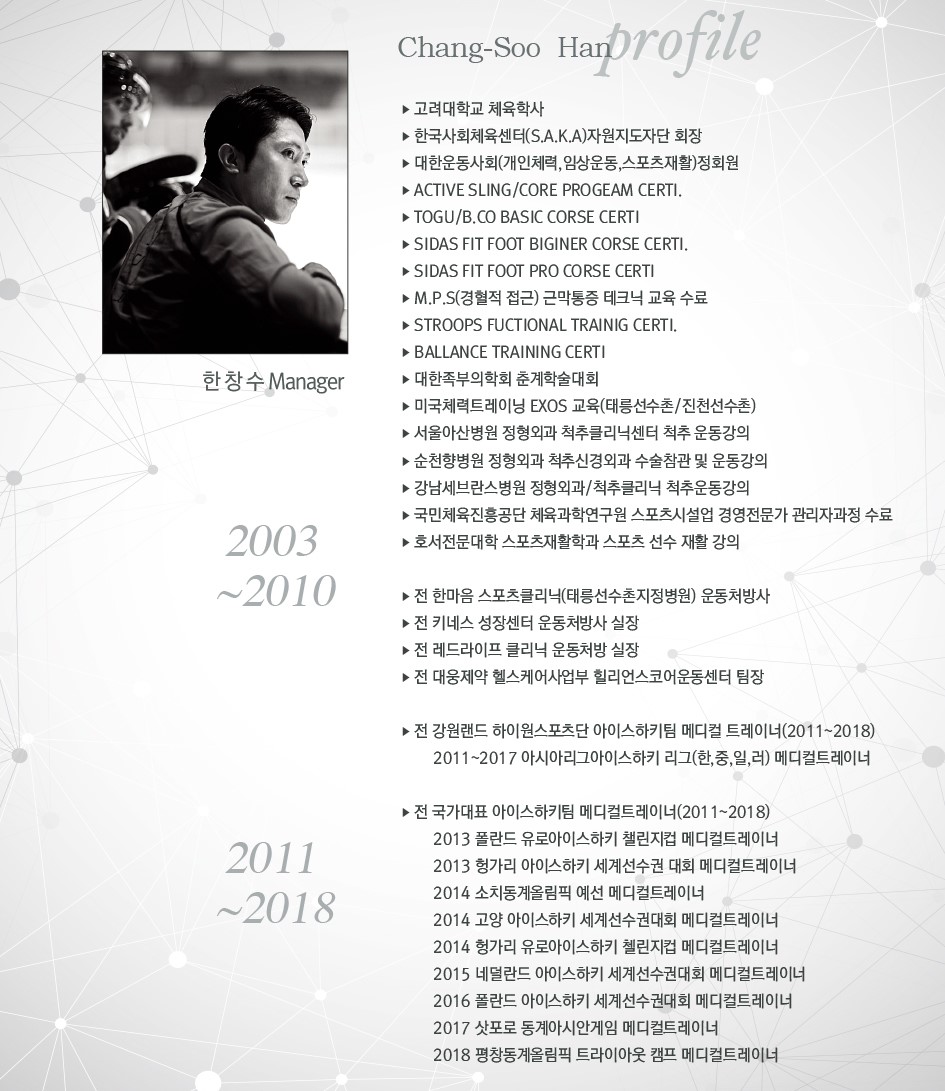 Chang-Soo Han profile
▶ 고려대학교 체육학사
▶ 한국사회체육센터(S.A.K.A)자원지도자단 회장
▶ 대한운동사회(개인체력,임상운동,스포츠재활)정회원
▶ ACTIVE SLING/CORE PROGEAM CERTI.
▶ TOGU/B.CO BASIC CORSE CERTI
▶ SIDAS FIT FOOT BIGINER CORSE CERTI.
▶ SIDAS FIT FOOT PRO CORSE CERTI
▶ M.P.S(경혈적 접근) 근막통증 테크닉 교육 수료
▶ STROOPS FUCTIONAL TRAINIG CERTI.
▶ BALLANCE TRAINING CERTI
한창수 Manager
▶ 대한족부의학회 춘계학술대회
▶ 미국체력트레이닝 EXOS 교육(태릉선수촌/진천선수촌)
▶ 서울아산병원 정형외과 척추클리닉센터 척추 운동강의
▶ 순천향병원 정형외과 척추신경외과 수술참관 및 운동강의
▶ 강남세브란스병원 정형외과/척추클리닉 척추운동강의
▶ 국민체육진흥공단 체육과학연구원 스포츠시설업 경영전문가 관리자과정 수료
▶ 호서전문대학 스포츠재활학과 스포츠 선수 재활 강의
2003
~2010
▶ 전 한마음 스포츠클리닉(태릉선수촌지정병원) 운동처방사
▶ 전 키네스 성장센터 운동처방사 실장
▶ 전 레드라이프 클리닉 운동처방 실장
▶ 전 대웅제약 헬스케어사업부 힐리언스코어운동센터 팀장
▶ 전 강원랜드 하이원스포츠단 아이스하키팀 메디컬 트레이너(2011~2018)
2011~2017 아시아리그아이스하키 리그(한,중,일,러) 메디컬트레이너
2011
~2018
▶ 전 국가대표 아이스하키팀 메디컬트레이너(2011~2018)
2013 폴란드 유로아이스하키 챌린지컵 메디컬트레이너
2013 헝가리 아이스하키 세계선수권 대회 메디컬트레이너
2014 소치동계올림픽 예선 메디컬트레이너
2014 고양 아이스하키 세계선수권대회 메디컬트레이너
2014 헝가리 유로아이스하키 첼린지컵 메디컬트레이너
2015 네덜란드 아이스하키 세계선수권대회 메디컬트레이너
2016 폴란드 아이스하키 세계선수권대회 메디컬트레이너
2017 삿포로 동계아시안게임 메디컬트레이너
2018 평창동계올림픽 트라이아웃 캠프 메디컬트레이너